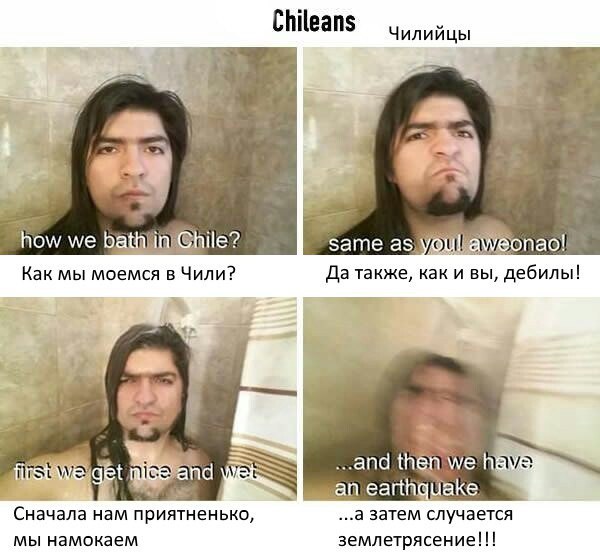 Chileans
Чилийцы
how we bath in Chile?
same as you! aweonao!
Как мы моемся в Чили?
Да также, как и вы, дебилы!
first we get nice and wet
...and then we have
an earthquake
Сначала нам приятненько,
мы намокаем
...а затем случается
землетрясение!!!